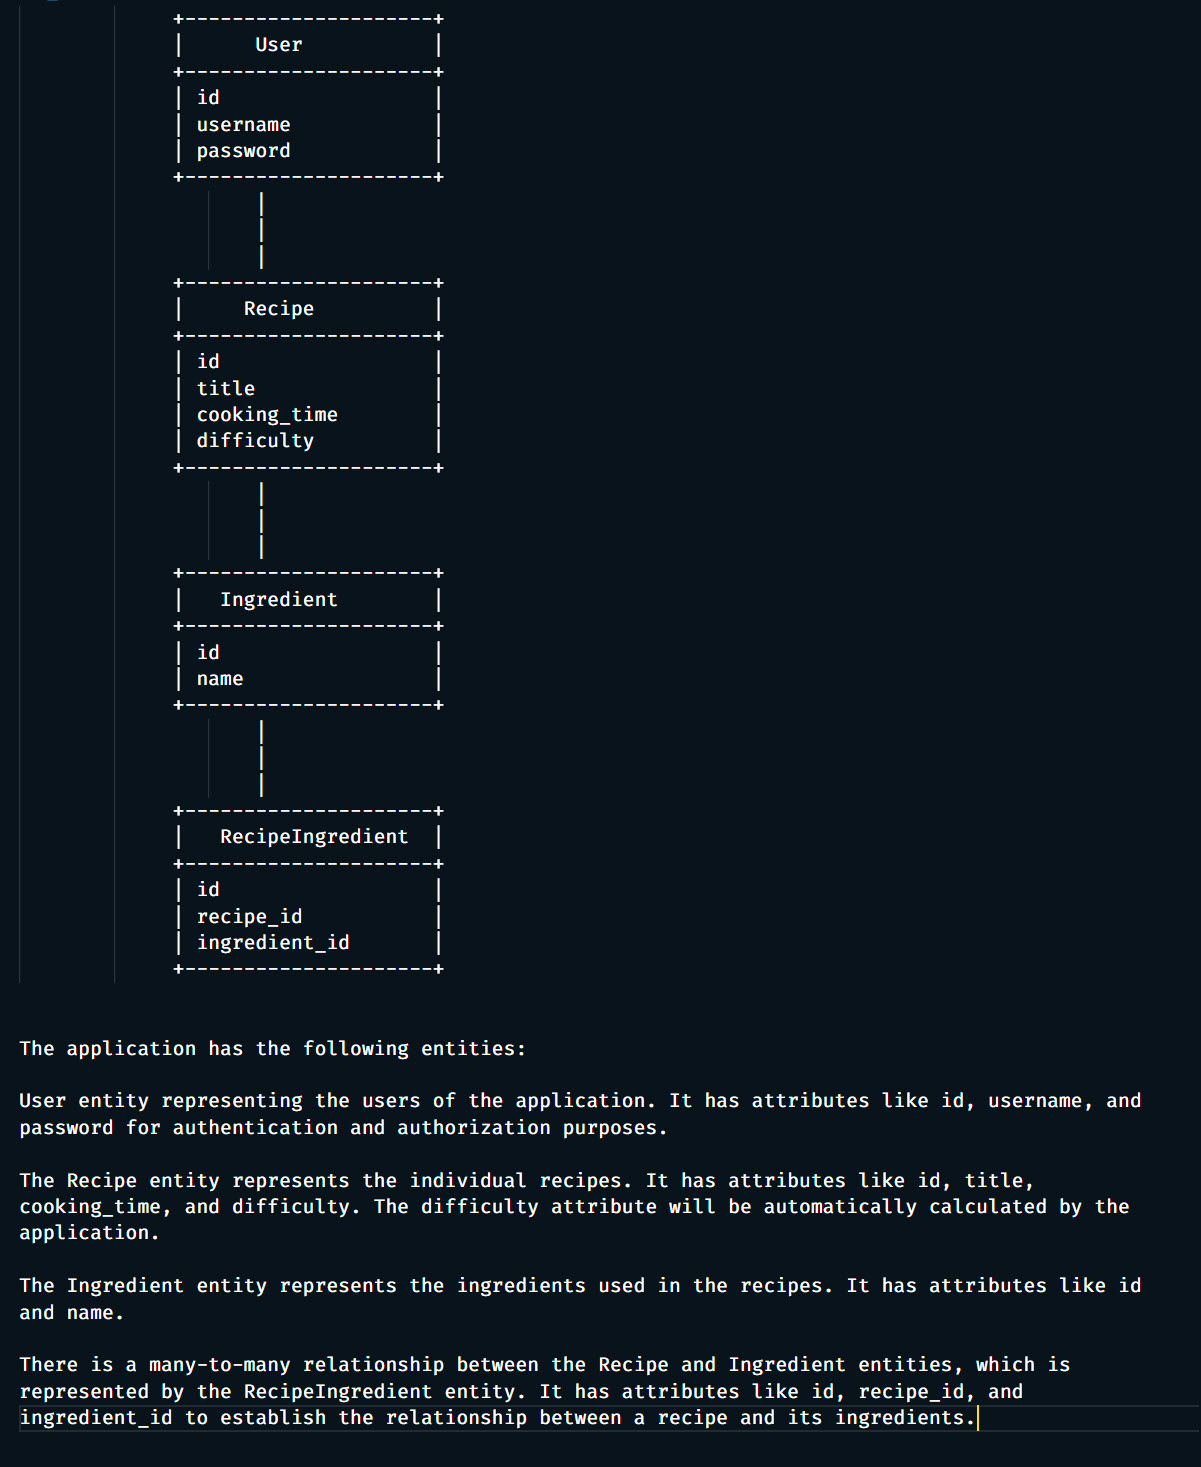 +---------------------+
|      User           |
+---------------------+
| id                  |
| username            |
| password            |
+---------------------+
       |
       |
       |
+---------------------+
|     Recipe          |
+---------------------+
| id                  |
| title               |
| cooking_time        |
| difficulty          |
+---------------------+
       |
       |
       |
+---------------------+
|   Ingredient        |
+---------------------+
| id                  |
| name                |
+---------------------+
       |
       |
       |
+---------------------+
|   RecipeIngredient  |
+---------------------+
| id                  |
| recipe_id           |
| ingredient_id       |
+---------------------+
The application has the following entities:
User entity representing the users of the application. It has attributes like id, username, and
password for authentication and authorization purposes.
The Recipe entity represents the individual recipes. It has attributes like id, title,
cooking_time, and difficulty. The difficulty attribute will be automatically calculated by the
application.
The Ingredient entity represents the ingredients used in the recipes. It has attributes like id
and name.
There is a many-to-many relationship between the Recipe and Ingredient entities, which is
represented by the RecipeIngredient entity. It has attributes like id, recipe_id, and
ingredient_id to establish the relationship between a recipe and its ingredients.